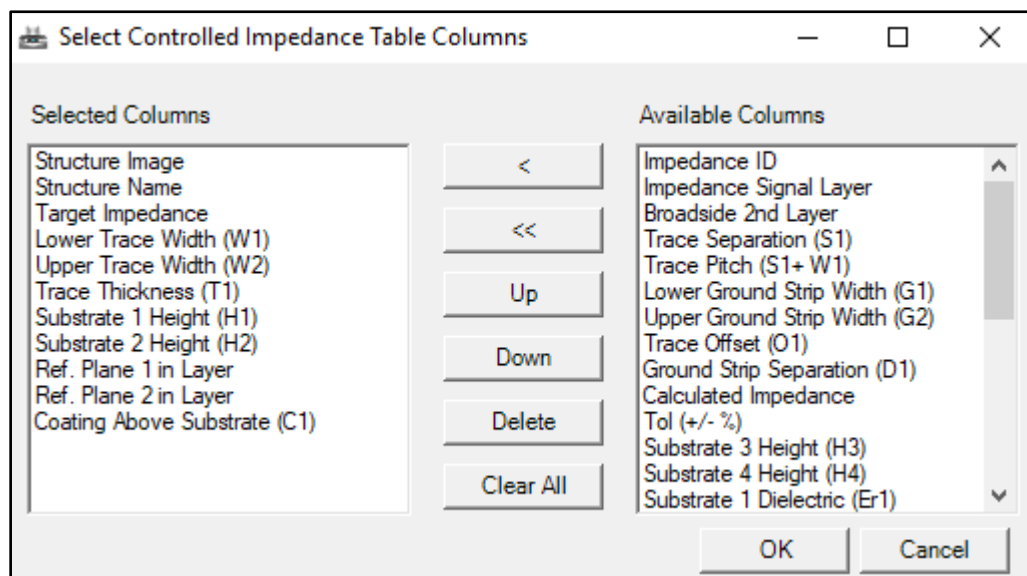 Select Controlled Impedance Table Columns
Selected Columns
Structure Image
Structure Name
Target Impedance
Lower Trace Width (W1)
Upper Trace Width (W2)
Trace Thickness (T1)
Substrate 1 Height (H1)
Substrate 2 Height (H2)
Ref. Plane 1 in Layer
Ref. Plane 2 in Layer
Coating Above Substrate (C1)
<
<<
Up
Down
Delete
Clear All
Available Columns
Impedance ID
Impedance Signal Layer
Broadside 2nd Layer
Trace Separation (S1)
Trace Pitch (S1+ W1)
Lower Ground Strip Width (G1)
Upper Ground Strip Width (G2)
Trace Offset (O1)
Ground Strip Separation (D1)
Calculated Impedance
Tol (+/- %)
Substrate 3 Height (H3)
Substrate 4 Height (H4)
Substrate 1 Dielectric (Er1)
OK
Cancel